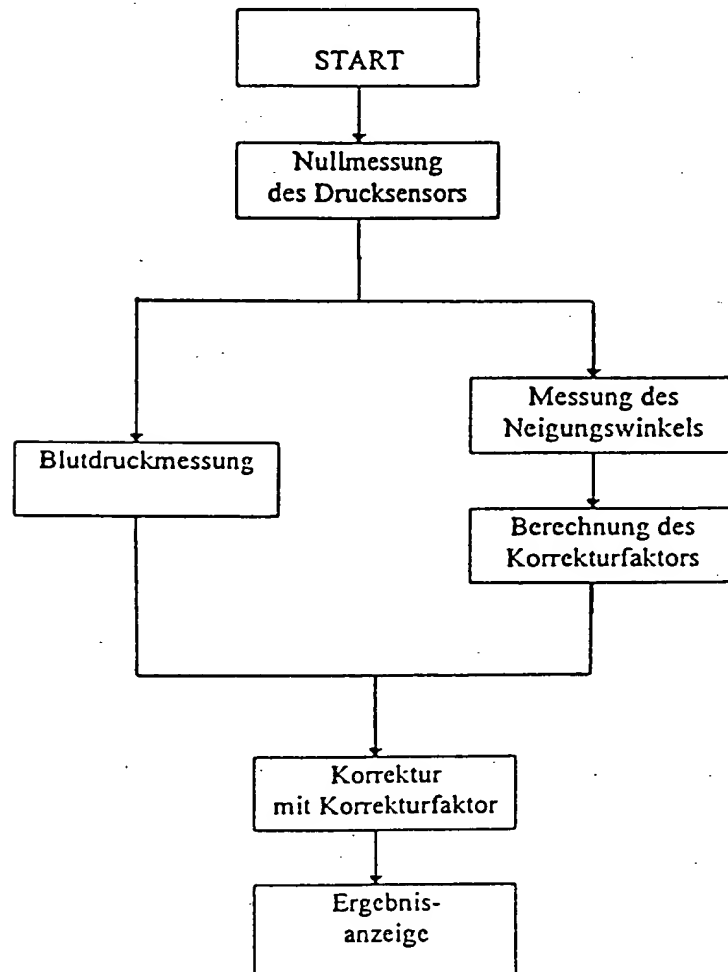 START
Nullmessung
des Drucksensors
Messung des
Neigungswinkels
Blutdruckmessung
Berechnung des
Korrekturfaktors
Korrektur
mit Korrekturfaktor
Ergebnis-
anzeige